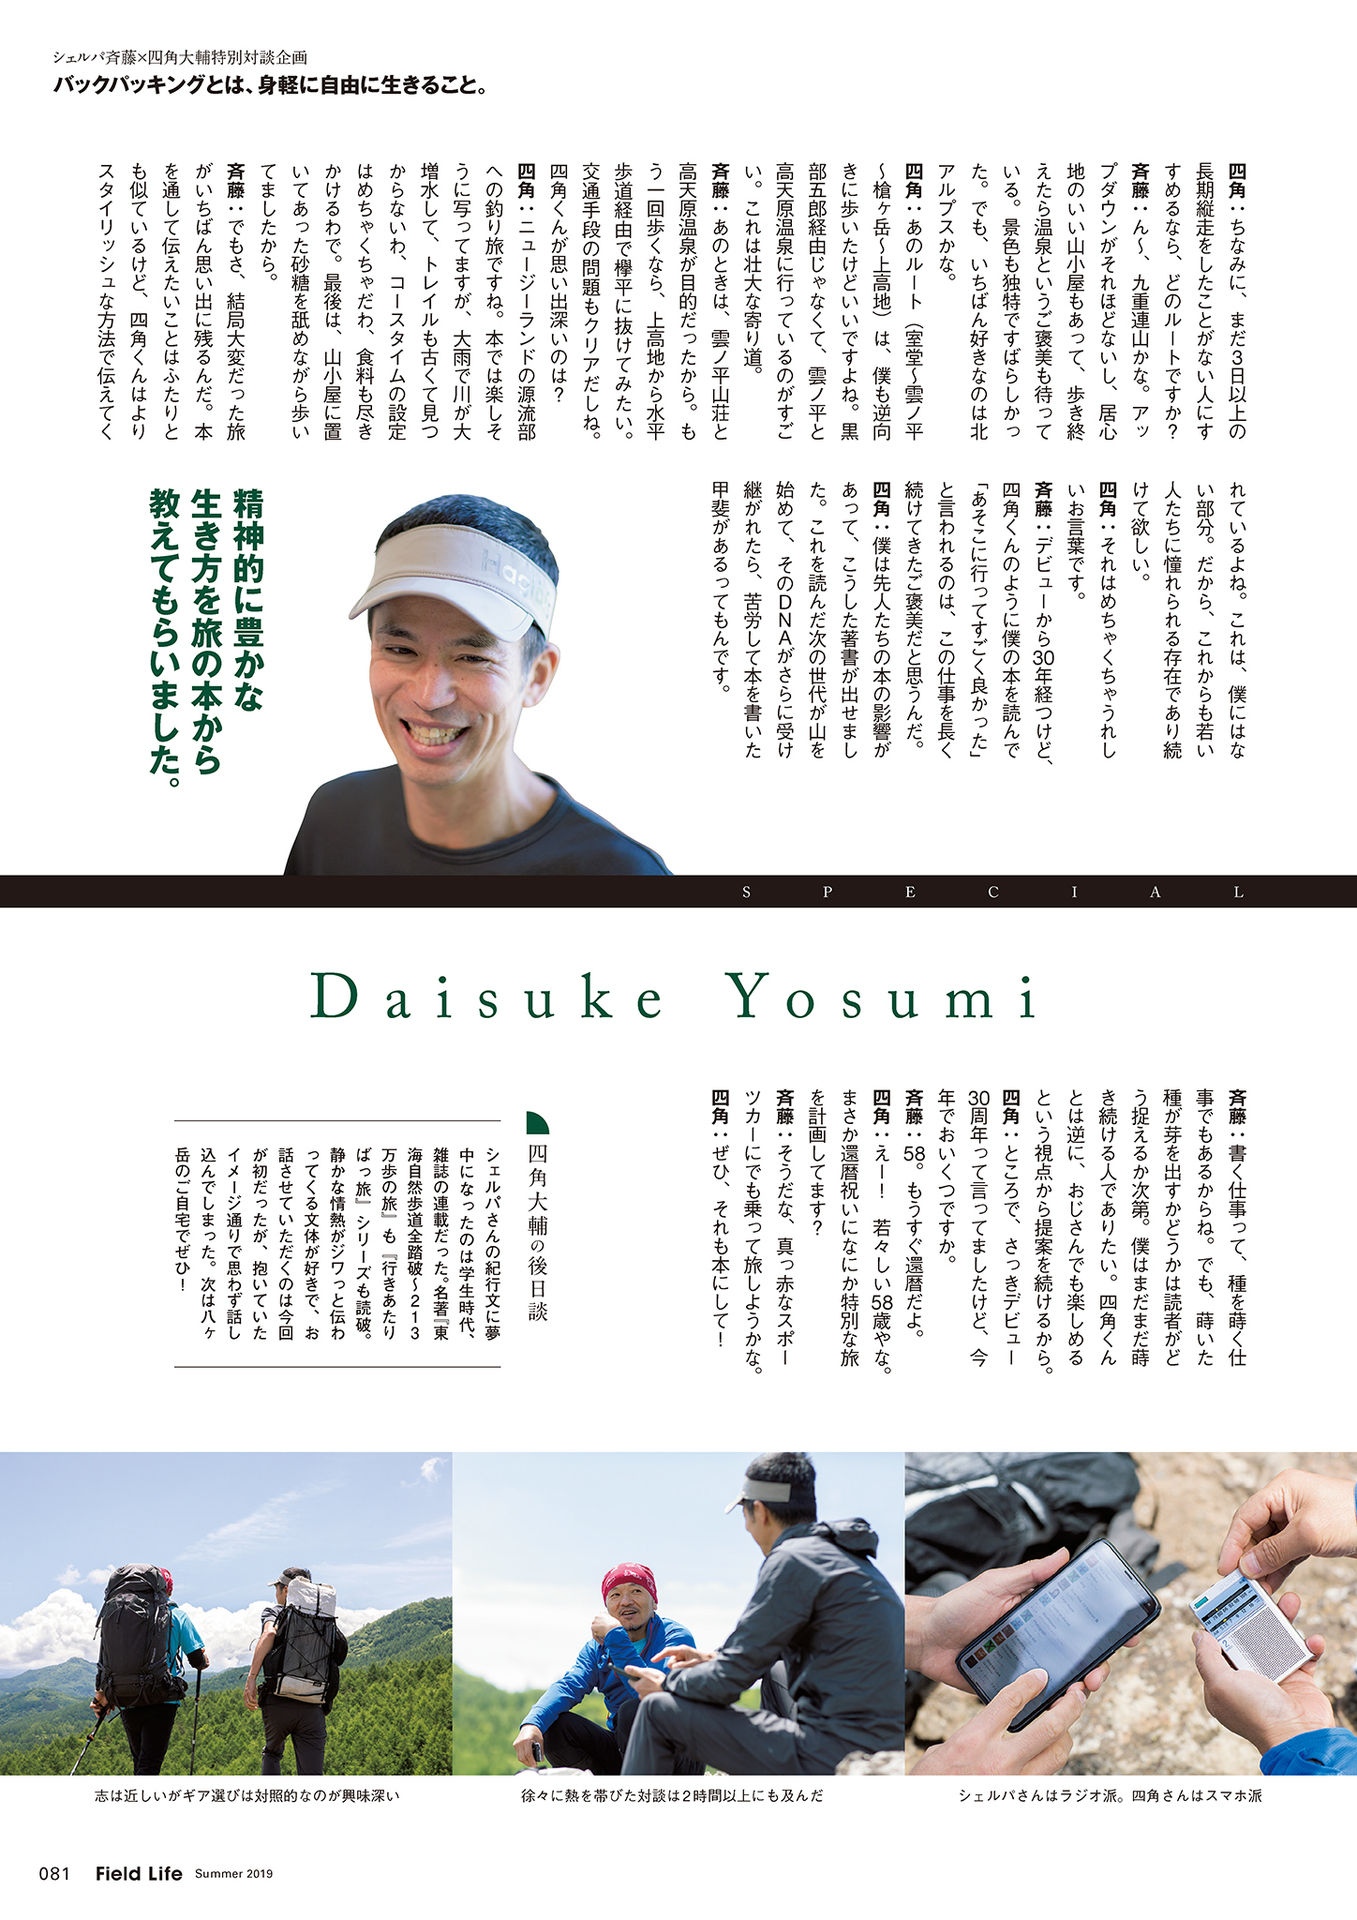 シェルパ斉藤×四角大輔特別対談企画
バックパッキングとは、身軽に自由に生きること。
四角：ちなみに、まだ３日以上の
長期縦走をしたことがない人にす
すめるなら、どのルートですか？
斉藤：ん〜、九重連山かな。アッ
プダウンがそれほどないし、居心
地のいい山小屋もあって、歩き終
えたら温泉というご褒美も待って
いる。景色も独特ですばらしかっ
た。でも、いちばん好きなのは北
アルプスかな。
四角：あのルート（室堂〜雲ノ平
〜槍ヶ岳〜上高地）は、僕も逆向
きに歩いたけどいいですよね。黒
部五郎経由じゃなくて、雲ノ平と
高天原温泉に行っているのがすご
い。これは壮大な寄り道。
斉藤：あのときは、雲ノ平山荘と
高天原温泉が目的だったから。も
う一回歩くなら、上高地から水平
歩道経由で欅平に抜けてみたい。
交通手段の問題もクリアだしね。
四角くんが思い出深いのは？
四角：ニュージーランドの源流部
への釣り旅ですね。本では楽しそ
うに写ってますが、大雨で川が大
増水して、トレイルも古くて見つ
からないわ、コースタイムの設定
はめちゃくちゃだわ、食料も尽き
かけるわで。最後は、山小屋に置
いてあった砂糖を舐めながら歩い
てましたから。
斉藤：でもさ、結局大変だった旅
がいちばん思い出に残るんだ。本
を通して伝えたいことはふたりと
も似ているけど、四角くんはより
スタイリッシュな方法で伝えてく
れているよね。これは、僕にはな
い部分。だから、これからも若い
人たちに憧れられる存在であり続
けて欲しい。
四角：それはめちゃくちゃうれし
いお言葉です。
斉藤：デビューから30年経つけど、
四角くんのように僕の本を読んで
「あそこに行ってすごく良かった」
と言われるのは、この仕事を長く
続けてきたご褒美だと思うんだ。
四角：僕は先人たちの本の影響が
あって、こうした著書が出せまし
た。これを読んだ次の世代が山を
始めて、そのＤＮＡがさらに受け
継がれたら、苦労して本を書いた
甲斐があるってもんです。
精神的に豊かな
生き方を旅の本から
教えてもらいました。
Haglöfs
SPECIAL
Daisuke Yosumi
斉藤：書く仕事って、種を蒔く仕
事でもあるからね。でも、蒔いた
種が芽を出すかどうかは読者がど
う捉えるか次第。僕はまだまだ蒔
き続ける人でありたい。四角くん
とは逆に、おじさんでも楽しめる
という視点から提案を続けるから。
四角：ところで、さっきデビュー
30周年って言ってましたけど、今
年でおいくつですか。
斉藤：58。もうすぐ還暦だよ。
四角：えー！　若々しい58歳やな。
まさか還暦祝いになにか特別な旅
を計画してます？
斉藤：そうだな、真っ赤なスポー
ツカーにでも乗って旅しようかな。
四角：ぜひ、それも本にして！
四角大輔の後日談
シェルパさんの紀行文に夢
中になったのは学生時代、
雑誌の連載だった。名著『東
海自然歩道全踏破〜213
万歩の旅』も『行きあたり
ばっ旅』シリーズも読破。
静かな情熱がジワっと伝わ
ってくる文体が好きで、お
話させていただくのは今回
が初だったが、抱いていた
イメージ通りで思わず話し
込んでしまった。次は八ヶ
岳のご自宅でぜひ！
志は近しいがギア選びは対照的なのが興味深い
徐々に熱を帯びた対談は2時間以上にも及んだ
シェルパさんはラジオ派。四角さんはスマホ派
081 Field Life Summer 2019